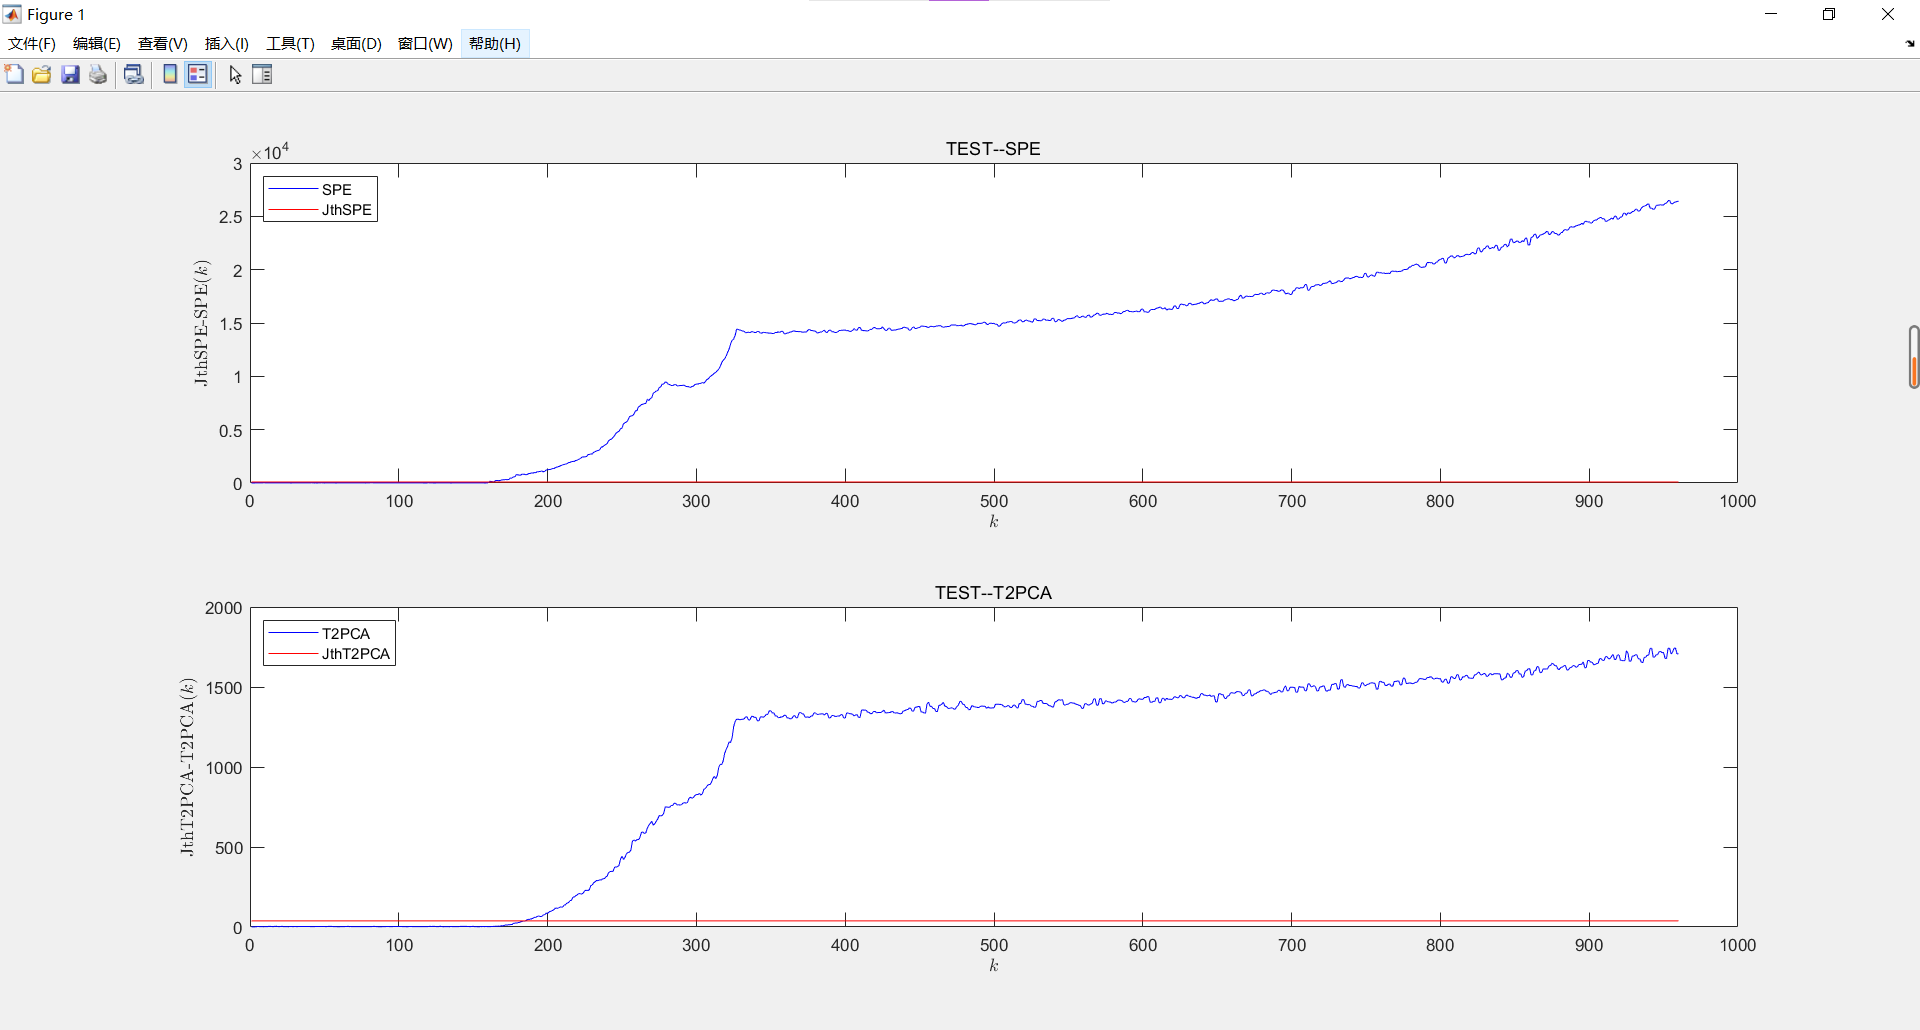 Figure 1
文件(F) 编辑(E) 查看(V) 插入(I) 工具(T) 桌面(D) 窗口(W) 帮助(H)
TEST--SPE
×10⁴
SPE
JthSPE
3
2.5
2
1.5
1
0.5
0
JthSPE-SPE(k)
0 100 200 300 400 500 600 700 800 900 1000
k
TEST--T2PCA
T2PCA
JthT2PCA
2000
1500
1000
500
0
JthT2PCA-T2PCA(k)
0 100 200 300 400 500 600 700 800 900 1000
k